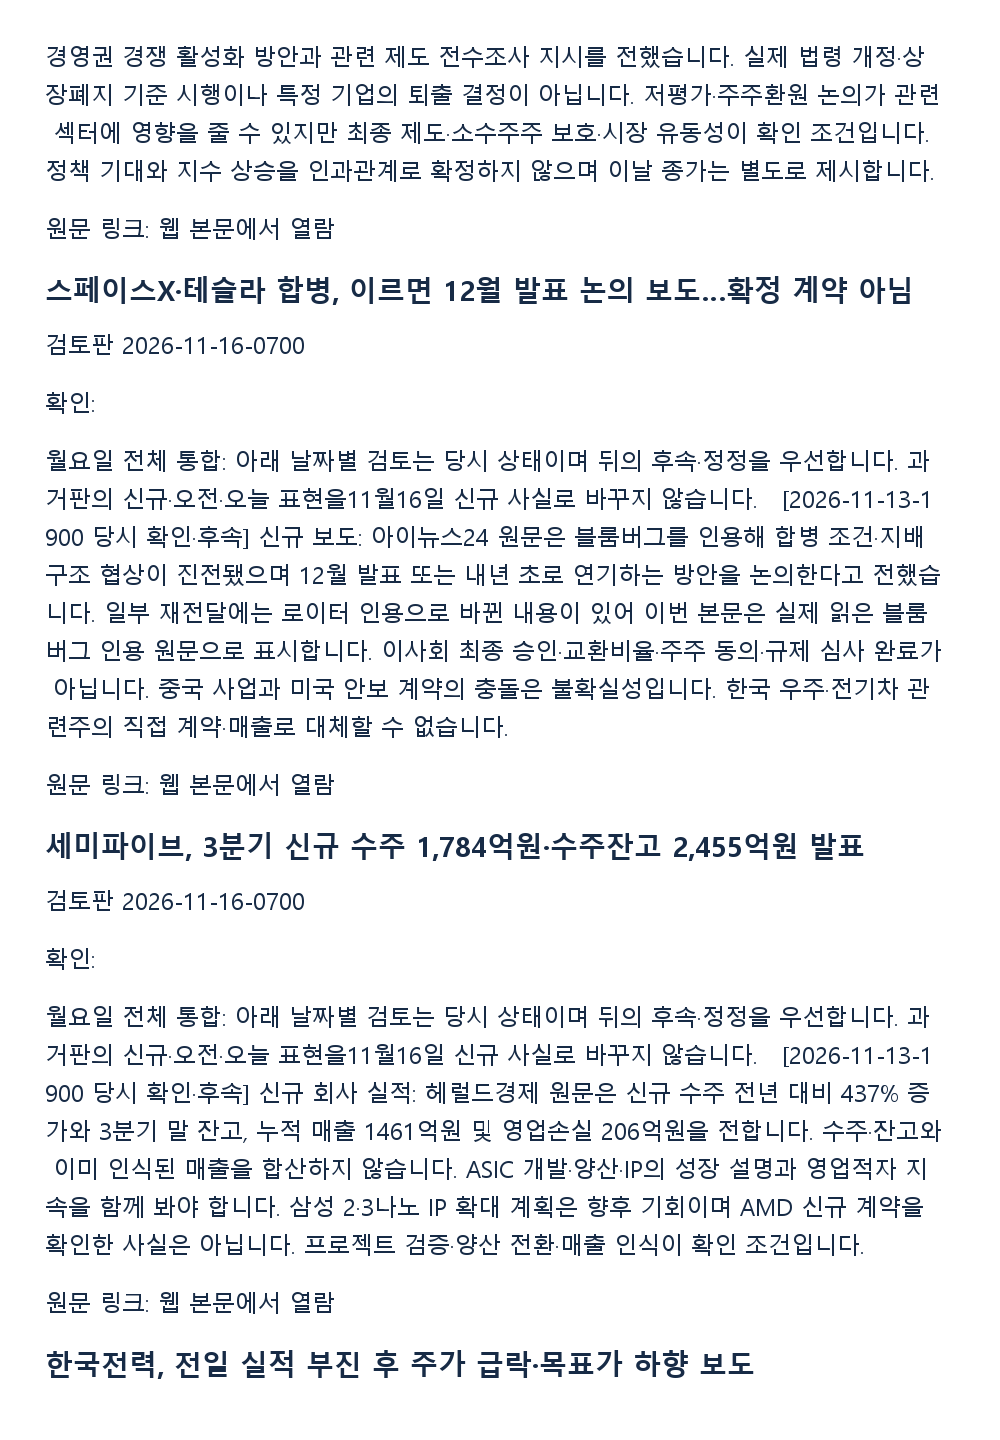 경영권 경쟁 활성화 방안과 관련 제도 전수조사 지시를 전했습니다. 실제 법령 개정·상
장폐지 기준 시행이나 특정 기업의 퇴출 결정이 아닙니다. 저평가·주주환원 논의가 관련
섹터에 영향을 줄 수 있지만 최종 제도·소수주주 보호·시장 유동성이 확인 조건입니다.
정책 기대와 지수 상승을 인과관계로 확정하지 않으며 이날 종가는 별도로 제시합니다.
원문 링크: 웹 본문에서 열람
스페이스X·테슬라 합병, 이르면 12월 발표 논의 보도...확정 계약 아님
검토판 2026-11-16-0700
확인:
월요일 전체 통합: 아래 날짜별 검토는 당시 상태이며 뒤의 후속·정정을 우선합니다. 과
거판의 신규·오전·오늘 표현을11월16일 신규 사실로 바꾸지 않습니다. [2026-11-13-1
900 당시 확인·후속] 신규 보도: 아이뉴스24 원문은 블룸버그를 인용해 합병 조건·지배
구조 협상이 진전됐으며 12월 발표 또는 내년 초로 연기하는 방안을 논의한다고 전했습
니다. 일부 재전달에는 로이터 인용으로 바뀐 내용이 있어 이번 본문은 실제 읽은 블룸
버그 인용 원문으로 표시합니다. 이사회 최종 승인·교환비율·주주 동의·규제 심사 완료가
아닙니다. 중국 사업과 미국 안보 계약의 충돌은 불확실성입니다. 한국 우주·전기차 관
련주의 직접 계약·매출로 대체할 수 없습니다.
원문 링크: 웹 본문에서 열람
세미파이브, 3분기 신규 수주 1,784억원·수주잔고 2,455억원 발표
검토판 2026-11-16-0700
확인:
월요일 전체 통합: 아래 날짜별 검토는 당시 상태이며 뒤의 후속·정정을 우선합니다. 과
거판의 신규·오전·오늘 표현을11월16일 신규 사실로 바꾸지 않습니다. [2026-11-13-1
900 당시 확인·후속] 신규 회사 실적: 헤럴드경제 원문은 신규 수주 전년 대비 437% 증
가와 3분기 말 잔고, 누적 매출 1461억원 및 영업손실 206억원을 전합니다. 수주·잔고와
이미 인식된 매출을 합산하지 않습니다. ASIC 개발·양산·IP의 성장 설명과 영업적자 지
속을 함께 봐야 합니다. 삼성 2·3나노 IP 확대 계획은 향후 기회이며 AMD 신규 계약을
확인한 사실은 아닙니다. 프로젝트 검증·양산 전환·매출 인식이 확인 조건입니다.
원문 링크: 웹 본문에서 열람
한국전력, 전일 실적 부진 후 주가 급락·목표가 하향 보도